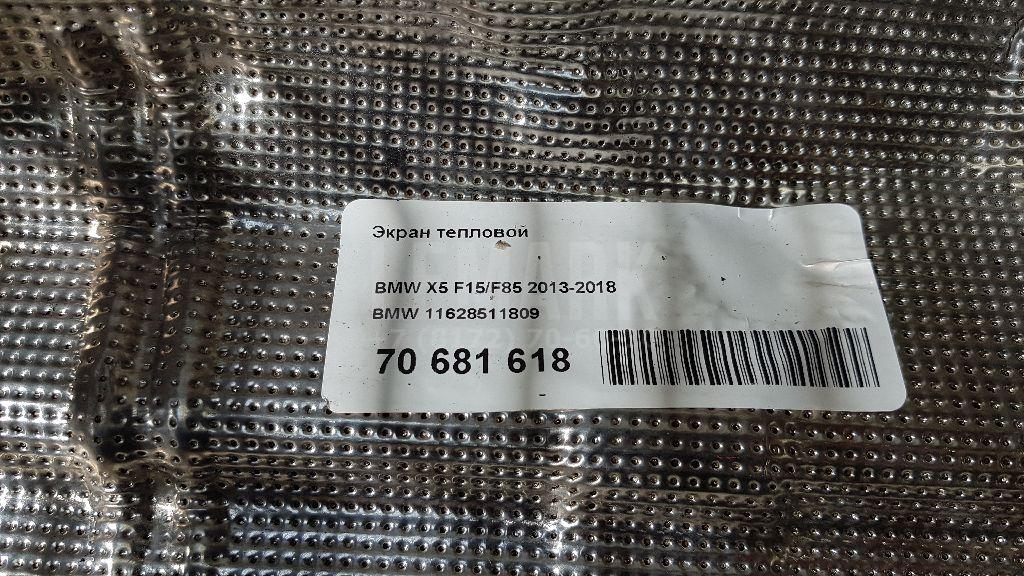 Экран тепловой
BMW X5 F15/F85 2013-2018
BMW 11628511809
70 681 618